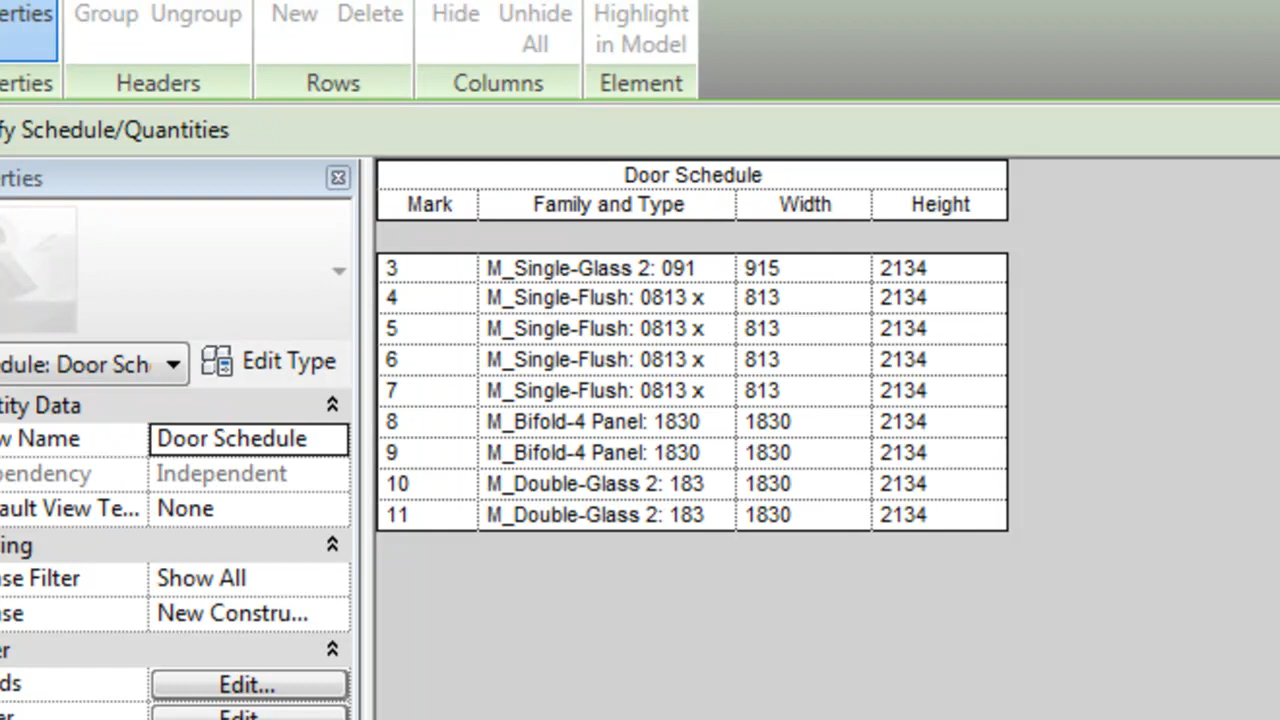 erties Group Ungroup New Delete Hide Unhide All Highlight in Model
erties Headers Rows Columns Element
fy Schedule/Quantities
rties
Door Schedule
Mark Family and Type Width Height
3 M_Single-Glass 2: 091 915 2134
4 M_Single-Flush: 0813 x 813 2134
5 M_Single-Flush: 0813 x 813 2134
6 M_Single-Flush: 0813 x 813 2134
7 M_Single-Flush: 0813 x 813 2134
8 M_Bifold-4 Panel: 1830 1830 2134
9 M_Bifold-4 Panel: 1830 1830 2134
10 M_Double-Glass 2: 183 1830 2134
11 M_Double-Glass 2: 183 1830 2134
dule: Door Sch Edit Type
tity Data
w Name Door Schedule
pendency Independent
ault View Te... None
ing
se Filter Show All
se New Constru...
er
ds Edit...
er Edit